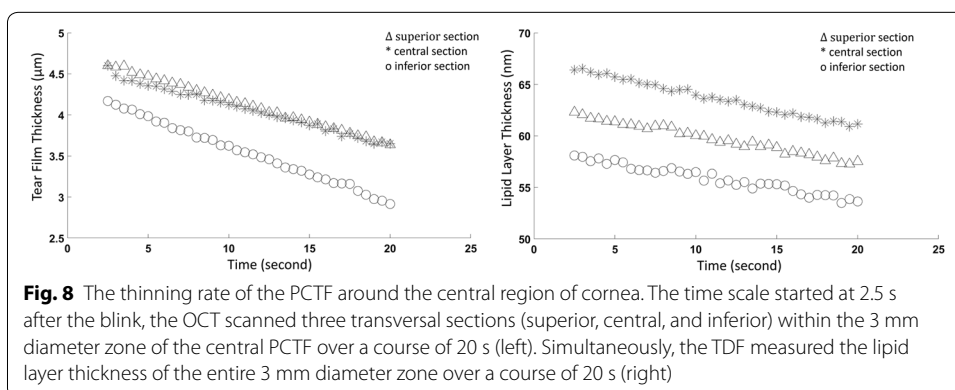 Tear Film Thickness (μm)
5
4.5
4
3.5
3
2.5
0
5
10
15
20
25
Time (second)
Δ superior section
* central section
o inferior section
Lipid Layer Thickness (nm)
70
65
60
55
50
0
5
10
15
20
25
Time (second)
Δ superior section
* central section
o inferior section
Fig. 8 The thinning rate of the PCTF around the central region of cornea. The time scale started at 2.5 s
after the blink, the OCT scanned three transversal sections (superior, central, and inferior) within the 3 mm
diameter zone of the central PCTF over a course of 20 s (left). Simultaneously, the TDF measured the lipid
layer thickness of the entire 3 mm diameter zone over a course of 20 s (right)